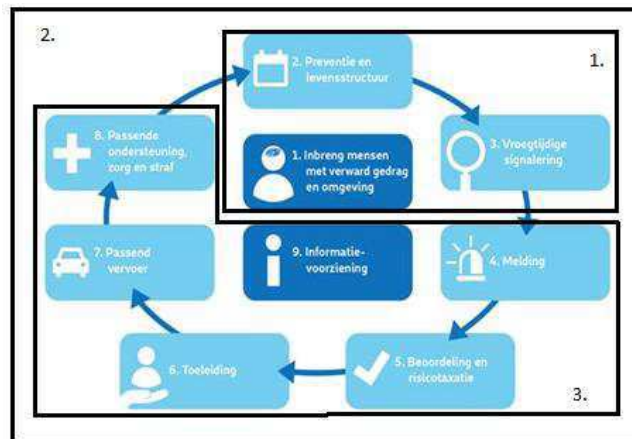 2.
1.
2. Preventie en
levensstructuur
8. Passende
ondersteuning,
zorg en straf
1. Inbreng mensen
met verward gedrag
en omgeving
3. Vroegtijdige
signalering
7. Passend
vervoer
9. Informatie-
voorziening
4. Melding
6. Toeleiding
5. Beoordeling en
risicotaxatie
3.